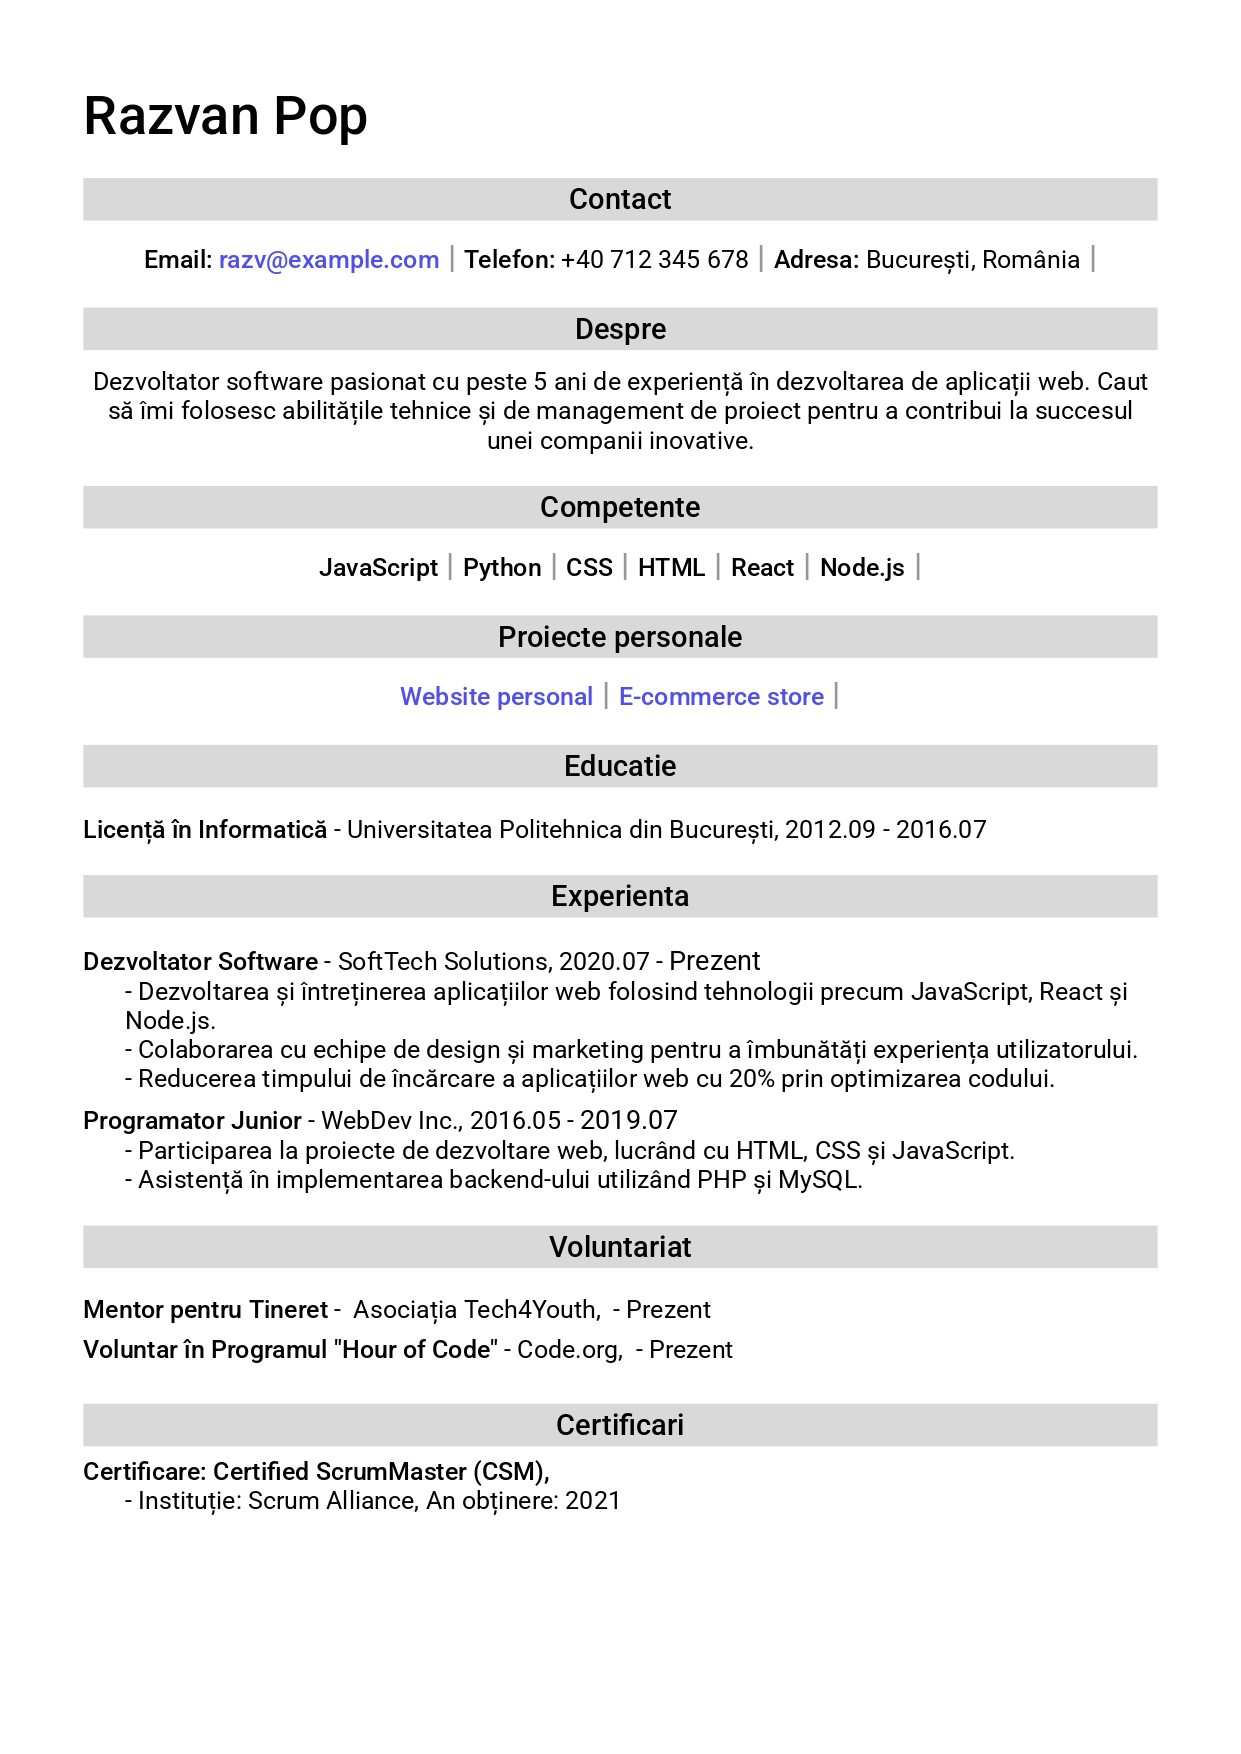 Razvan Pop
Contact
Email: razv@example.com | Telefon: +40 712 345 678 | Adresa: București, România |
Despre
Dezvoltator software pasionat cu peste 5 ani de experiență în dezvoltarea de aplicații web. Caut
să îmi folosesc abilitățile tehnice și de management de proiect pentru a contribui la succesul
unei companii inovative.
Competente
JavaScript | Python | CSS | HTML | React | Node.js |
Proiecte personale
Website personal | E-commerce store |
Educatie
Licență în Informatică - Universitatea Politehnica din București, 2012.09 - 2016.07
Experienta
Dezvoltator Software - SoftTech Solutions, 2020.07 - Prezent
- Dezvoltarea și întreținerea aplicațiilor web folosind tehnologii precum JavaScript, React și
Node.js.
- Colaborarea cu echipe de design și marketing pentru a îmbunătăți experiența utilizatorului.
- Reducerea timpului de încărcare a aplicațiilor web cu 20% prin optimizarea codului.
Programator Junior - WebDev Inc., 2016.05 - 2019.07
- Participarea la proiecte de dezvoltare web, lucrând cu HTML, CSS și JavaScript.
- Asistență în implementarea backend-ului utilizând PHP și MySQL.
Voluntariat
Mentor pentru Tineret -  Asociația Tech4Youth,  - Prezent
Voluntar în Programul "Hour of Code" - Code.org,  - Prezent
Certificari
Certificare: Certified ScrumMaster (CSM),
- Instituție: Scrum Alliance, An obținere: 2021